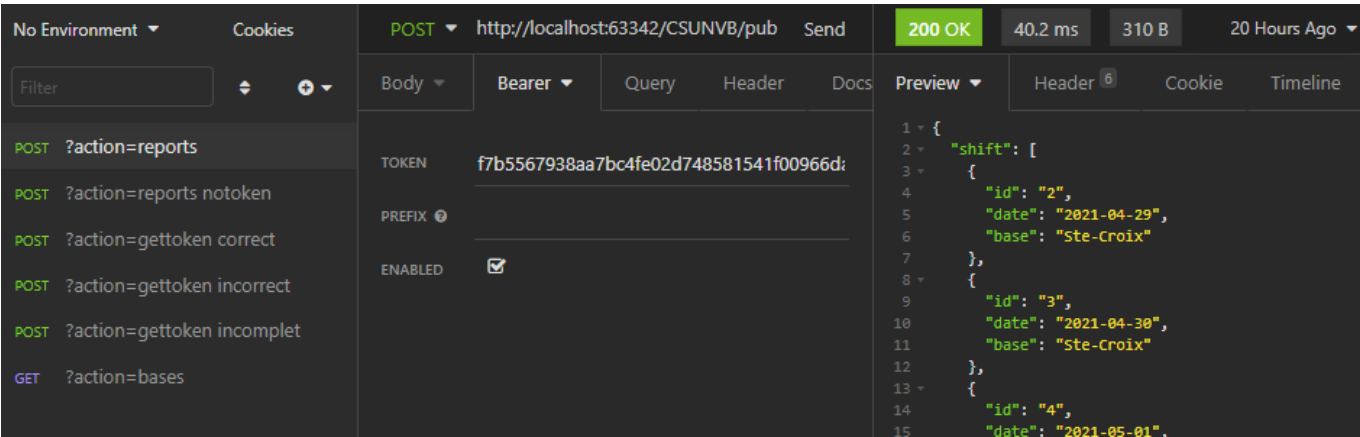 No Environment Cookies
Filter
POST ?action=reports
POST ?action=reports notoken
POST ?action=gettoken correct
POST ?action=gettoken incorrect
POST ?action=gettoken incomplet
GET ?action=bases
POST http://localhost:63342/CSUNVB/pub Send
Body Bearer Query Header Docs
TOKEN f7b5567938aa7bc4fe02d748581541f00966da
PREFIX
ENABLED
200 OK 40.2 ms 310 B 20 Hours Ago
Preview Header 6 Cookie Timeline
1 {
2 "shift": [
3 {
4 "id": "2",
5 "date": "2021-04-29",
6 "base": "Ste-Croix"
7 },
8 {
9 "id": "3",
10 "date": "2021-04-30",
11 "base": "Ste-Croix"
12 },
13 {
14 "id": "4",
15 "date": "2021-05-01",